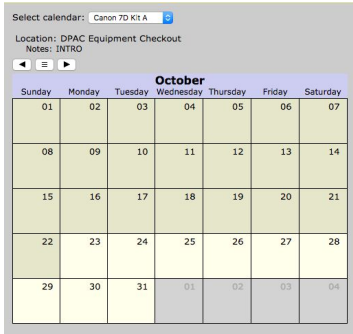 Select calendar: Canon 7D Kit A
Location: DPAC Equipment Checkout
Notes: INTRO
October
Sunday Monday Tuesday Wednesday Thursday Friday Saturday
01 02 03 04 05 06 07
08 09 10 11 12 13 14
15 16 17 18 19 20 21
22 23 24 25 26 27 28
29 30 31 01 02 03 04